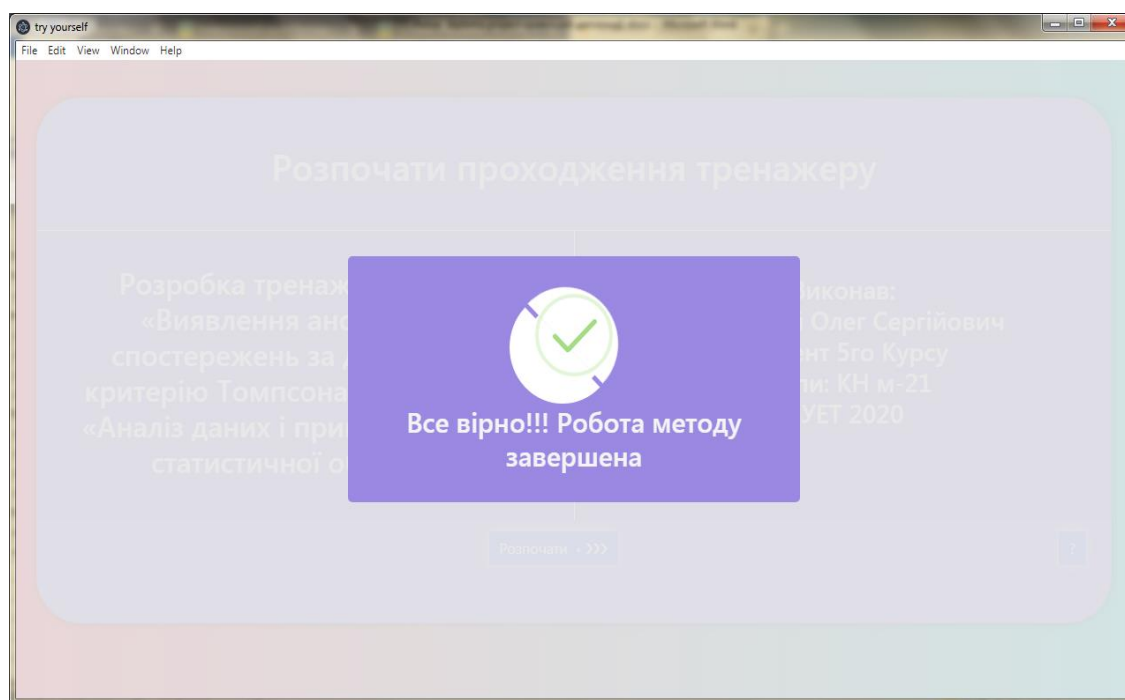 try yourself
File Edit View Window Help
Розпочати проходження тренажеру
Розробка тренаж
«Виявлення ано
спостережень за
критерію Томпсона
«Аналіз даних і при
статистичної о
Виконав:
Олег Сергійович
ент 5го Курсу
пи: КН м-21
УЕТ 2020
Все вірно!!! Робота методу
завершена
Розпочати - >>>
?